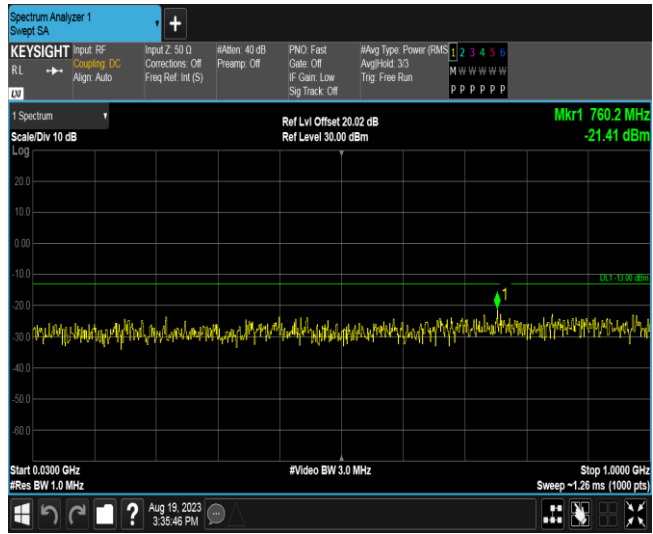 Spectrum Analyzer 1
Swept SA
+
KEYSIGHT Input: RF Input Z: 50 Ω #Atten: 40 dB PNO: Fast #Avg Type: Power (RMS 1 2 3 4 5 6
RL Coupling: DC Corrections: Off Preamp: Off Gate: Off Avg|Hold: 3/3 M W W W W W
Align: Auto Freq Ref: Int (S) IF Gain: Low Trig: Free Run
LXI Sig Track: Off P P P P P P
1 Spectrum Ref Lvl Offset 20.02 dB Mkr1 760.2 MHz
Scale/Div 10 dB Ref Level 30.00 dBm -21.41 dBm
Log
20.0
10.0
0.00
-10.0
DL1 -13.00 dBm
1
-20.0
-30.0
-40.0
-50.0
-60.0
Start 0.0300 GHz #Video BW 3.0 MHz Stop 1.0000 GHz
#Res BW 1.0 MHz Sweep ~1.26 ms (1000 pts)
? Aug 19, 2023
3:35:46 PM